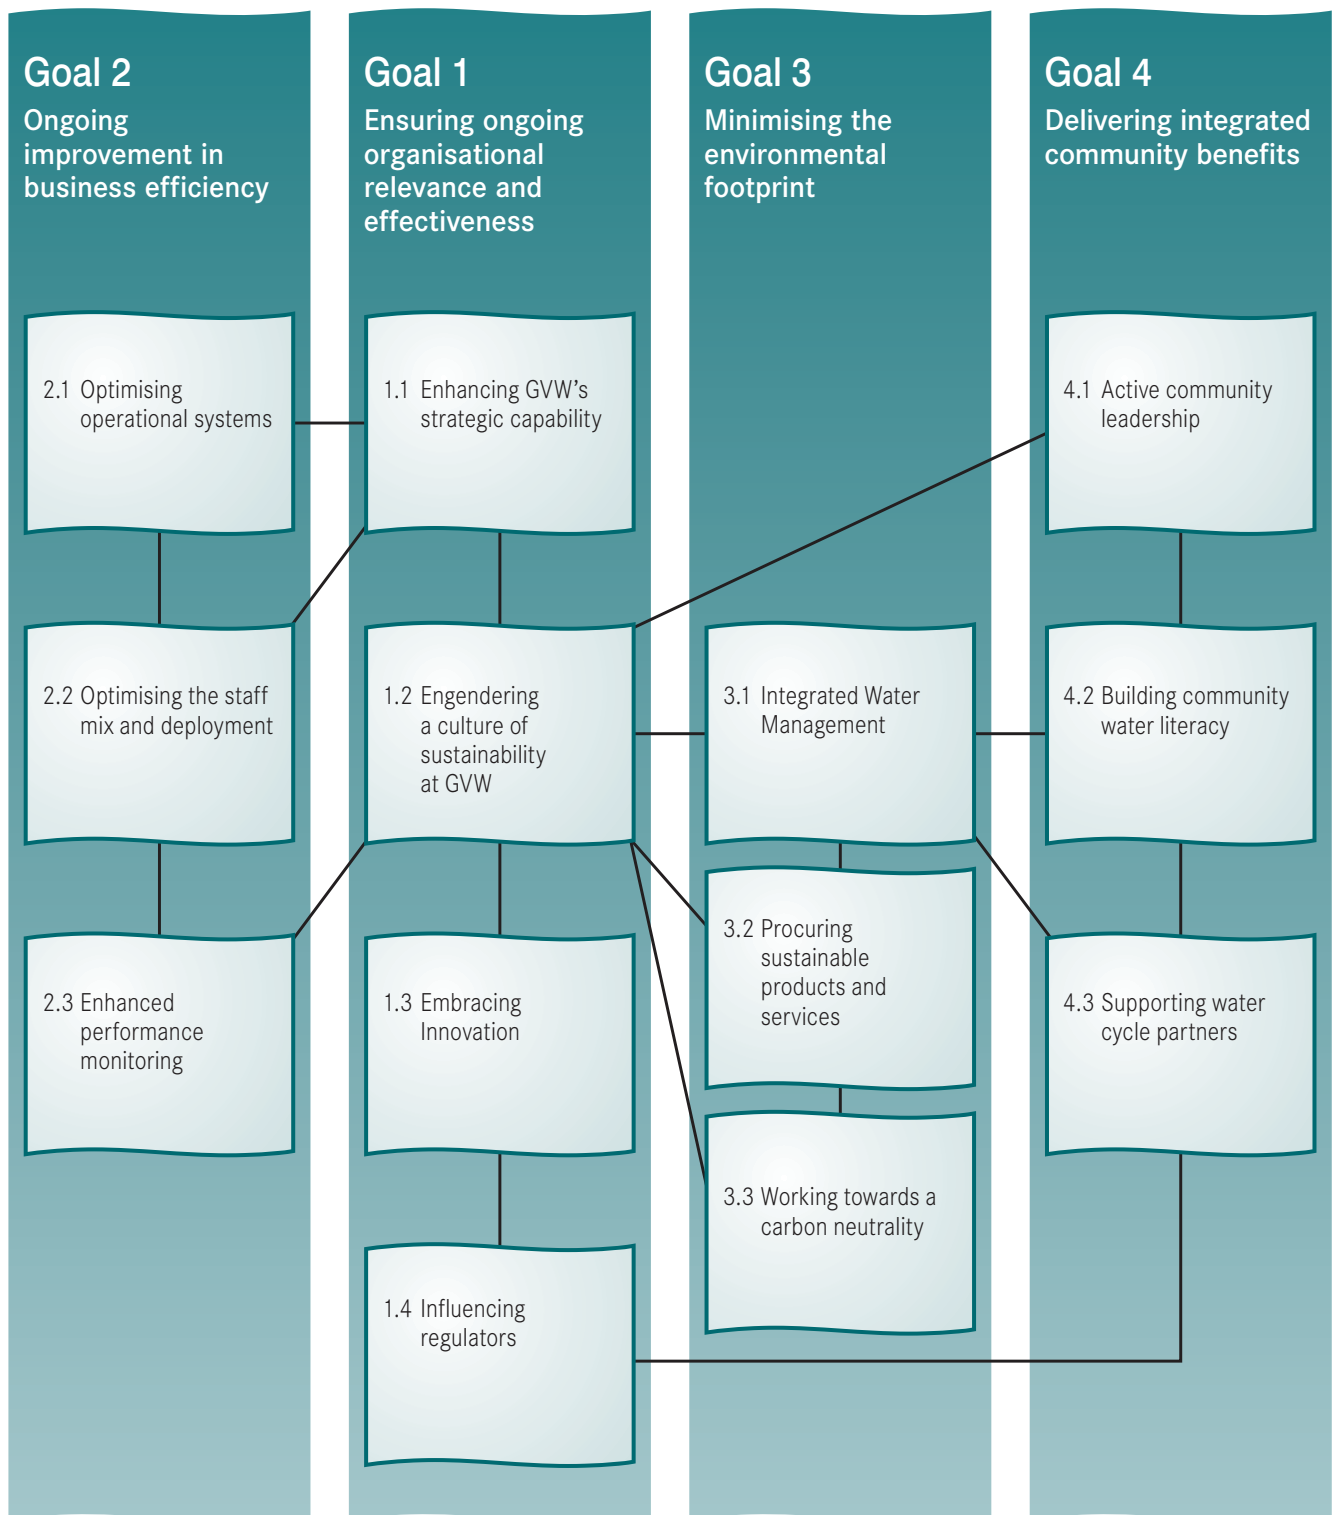 Goal 2
Ongoing
improvement in
business efficiency
2.1 Optimising
operational systems
2.2 Optimising the staff
mix and deployment
2.3 Enhanced
performance
monitoring
Goal 1
Ensuring ongoing
organisational
relevance and
effectiveness
1.1 Enhancing GVW’s
strategic capability
1.2 Engendering
a culture of
sustainability
at GVW
1.3 Embracing
Innovation
1.4 Influencing
regulators
Goal 3
Minimising the
environmental
footprint
3.1 Integrated Water
Management
3.2 Procuring
sustainable
products and
services
3.3 Working towards a
carbon neutrality
Goal 4
Delivering integrated
community benefits
4.1 Active community
leadership
4.2 Building community
water literacy
4.3 Supporting water
cycle partners